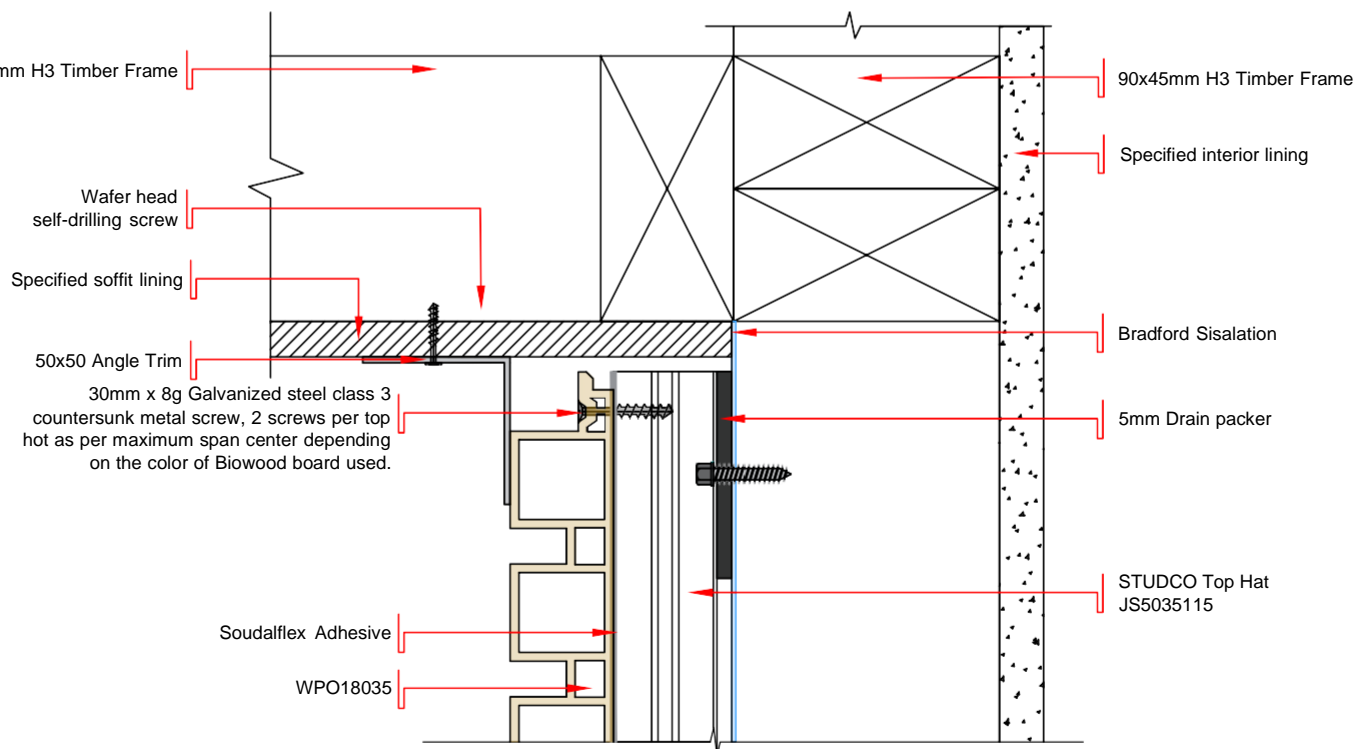 mm H3 Timber Frame
Wafer head
self-drilling screw
Specified soffit lining
50x50 Angle Trim
30mm x 8g Galvanized steel class 3
countersunk metal screw, 2 screws per top
hot as per maximum span center depending
on the color of Biowood board used.
Soudalflex Adhesive
WPO18035
90x45mm H3 Timber Frame
Specified interior lining
Bradford Sisalation
5mm Drain packer
STUDCO Top Hat
JS5035115